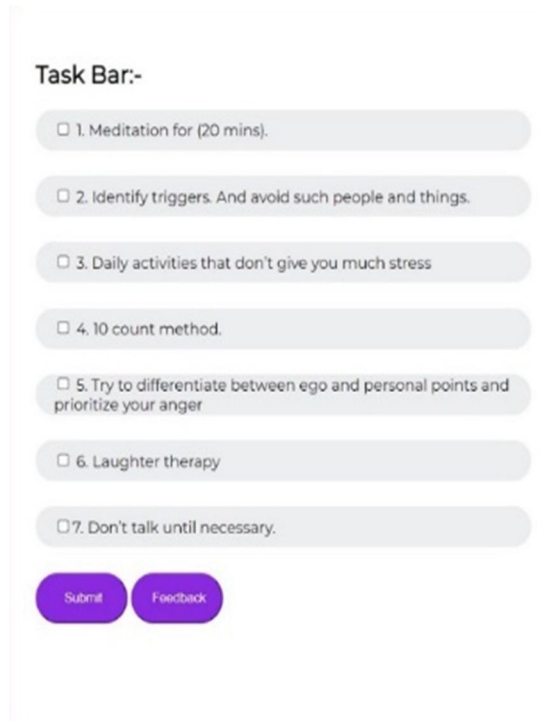 Task Bar:-
1. Meditation for (20 mins).
2. Identify triggers. And avoid such people and things.
3. Daily activities that don't give you much stress
4. 10 count method.
5. Try to differentiate between ego and personal points and
prioritize your anger
6. Laughter therapy
7. Don't talk until necessary.
Submit Feedback